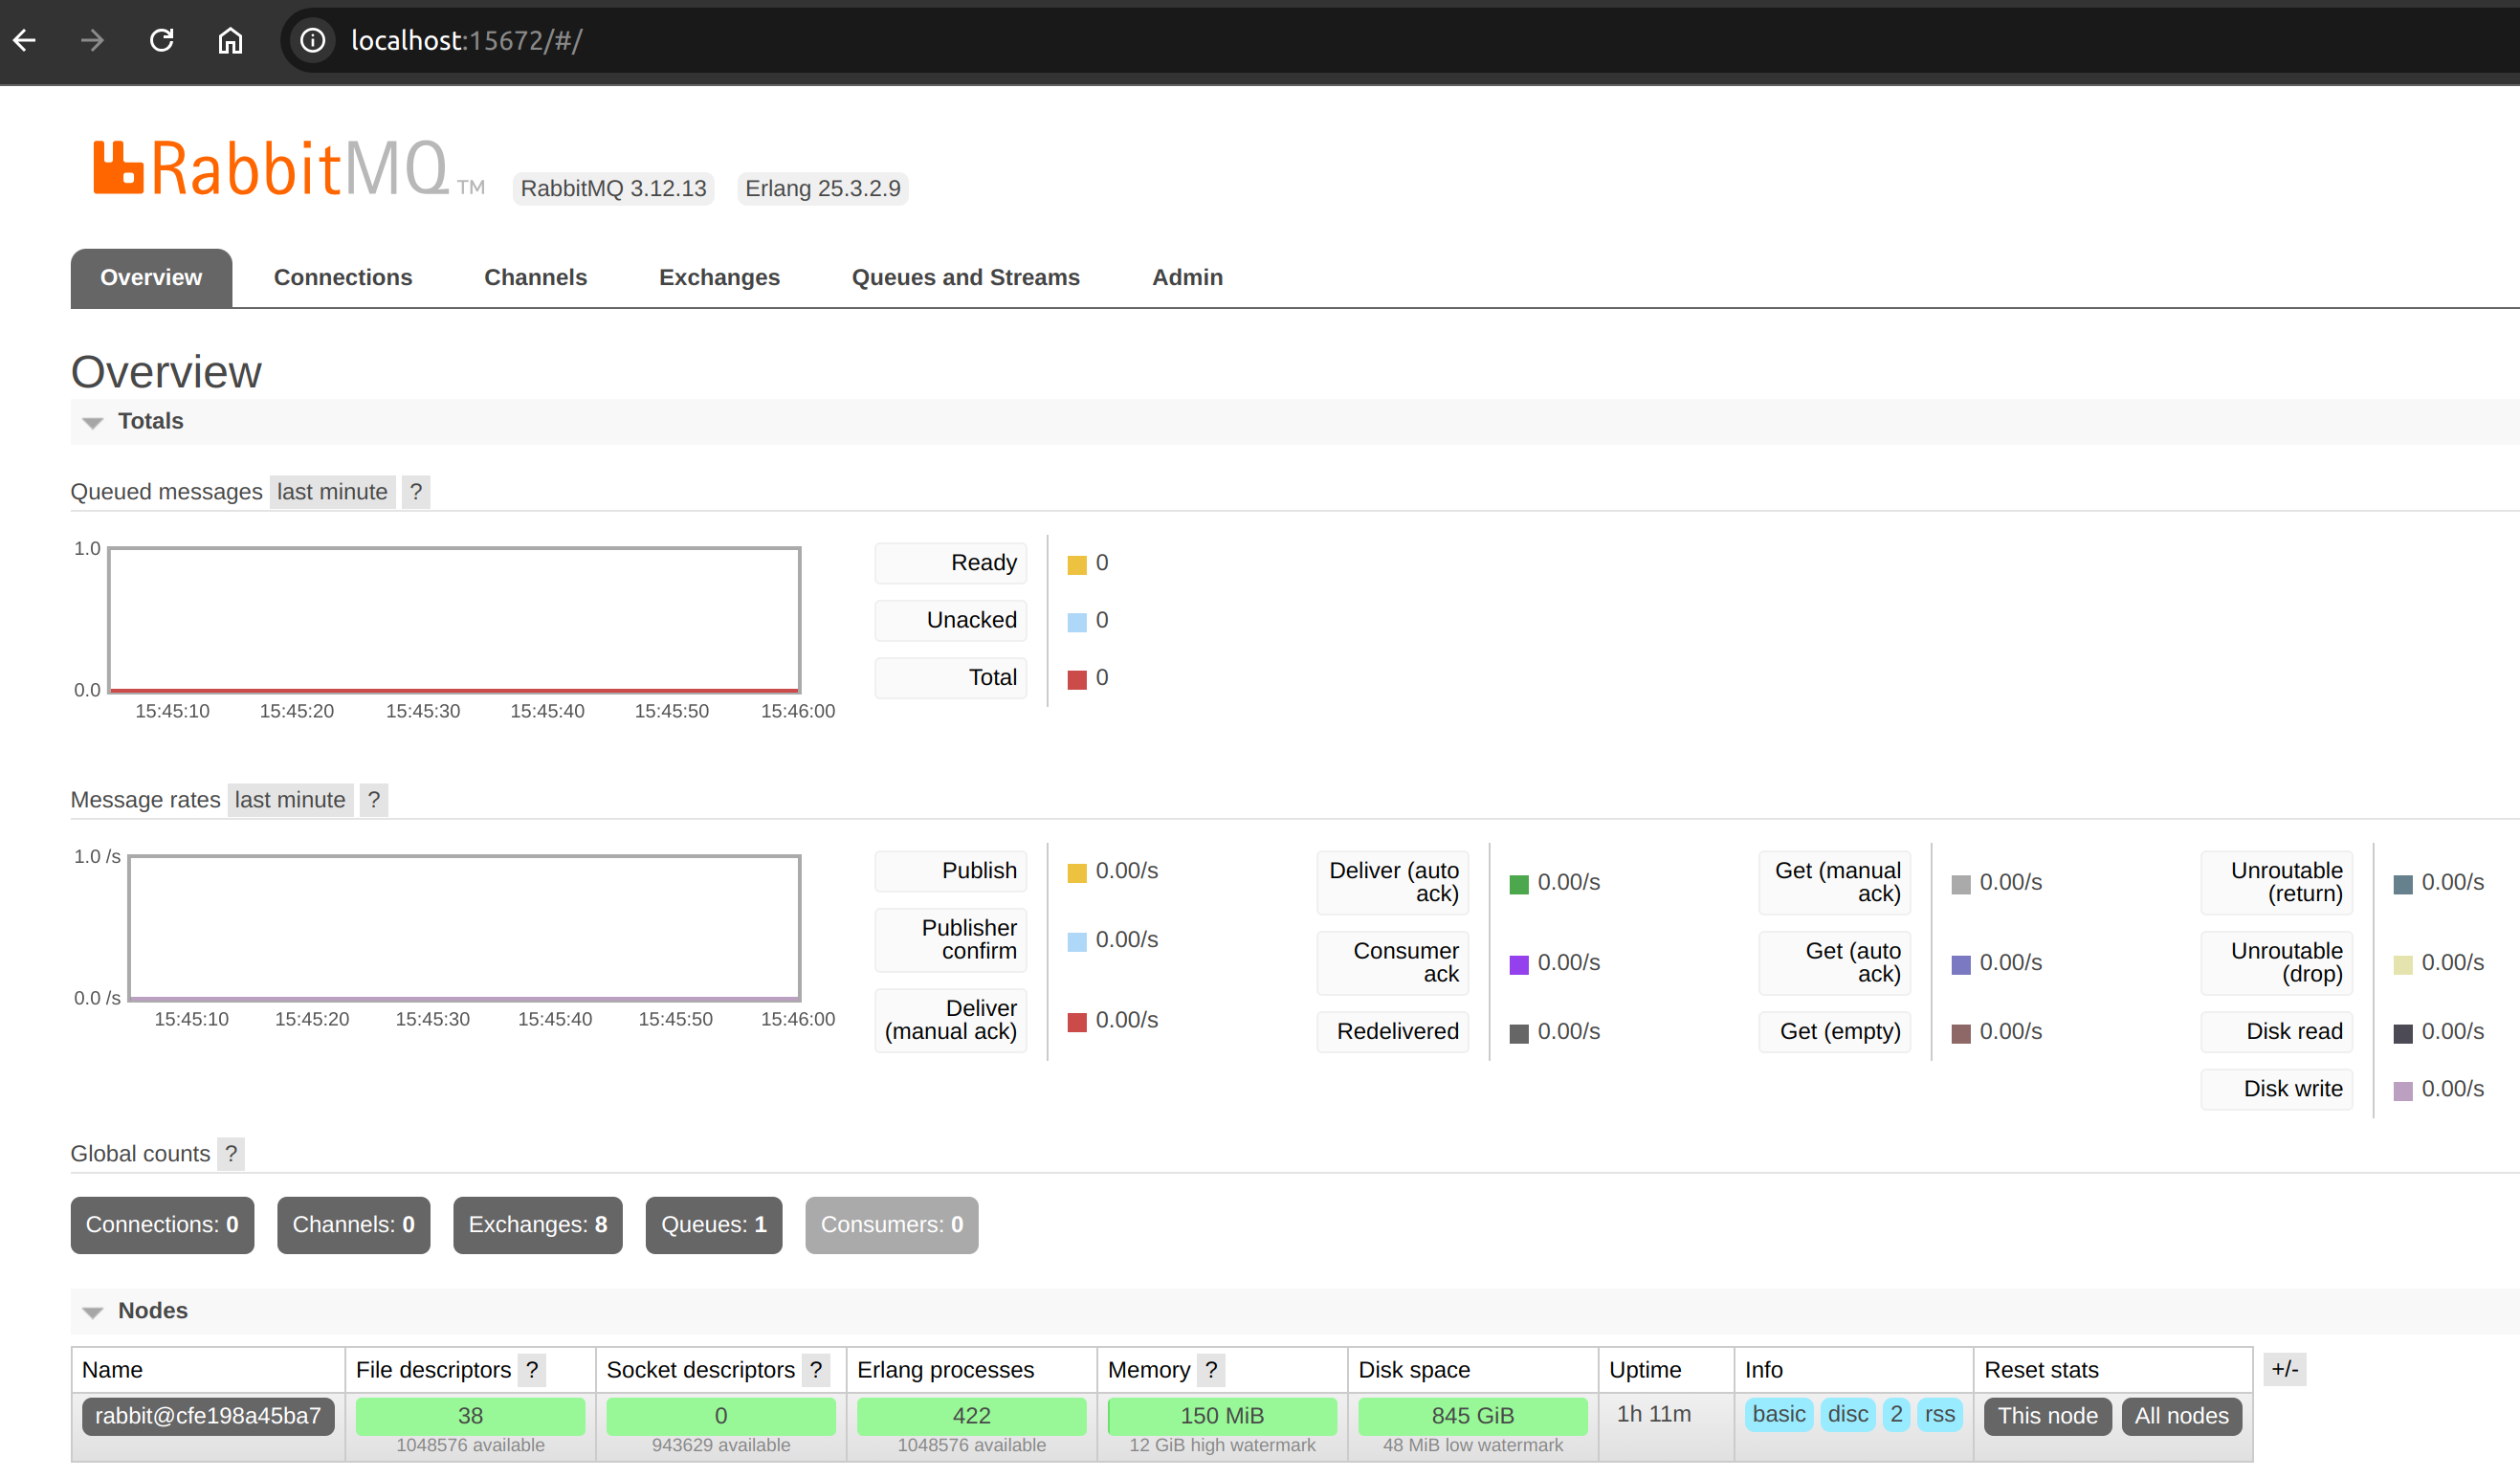 localhost:15672/#/
RabbitMQ TM RabbitMQ 3.12.13 Erlang 25.3.2.9
Overview Connections Channels Exchanges Queues and Streams Admin
Overview
Totals
Queued messages last minute ?
1.0
0.0
15:45:10 15:45:20 15:45:30 15:45:40 15:45:50 15:46:00
Ready 0
Unacked 0
Total 0
Message rates last minute ?
1.0 /s
0.0 /s
15:45:10 15:45:20 15:45:30 15:45:40 15:45:50 15:46:00
Publish 0.00/s
Publisher
confirm 0.00/s
Deliver
(manual ack) 0.00/s
Deliver (auto
ack) 0.00/s
Consumer
ack 0.00/s
Redelivered 0.00/s
Get (manual
ack) 0.00/s
Get (auto
ack) 0.00/s
Get (empty) 0.00/s
Unroutable
(return) 0.00/s
Unroutable
(drop) 0.00/s
Disk read 0.00/s
Disk write 0.00/s
Global counts ?
Connections: 0 Channels: 0 Exchanges: 8 Queues: 1 Consumers: 0
Nodes
Name File descriptors ? Socket descriptors ? Erlang processes Memory ? Disk space Uptime Info Reset stats +/-
rabbit@cfe198a45ba7 38 0 422 150 MiB 845 GiB 1h 11m basic disc 2 rss This node All nodes
1048576 available 943629 available 1048576 available 12 GiB high watermark 48 MiB low watermark